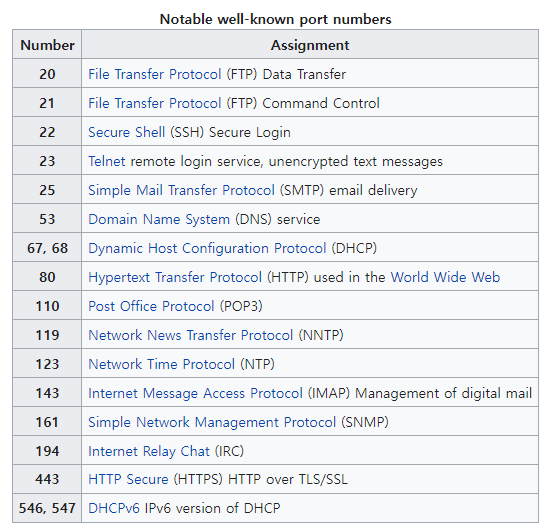 Notable well-known port numbers
Number Assignment
20 File Transfer Protocol (FTP) Data Transfer
21 File Transfer Protocol (FTP) Command Control
22 Secure Shell (SSH) Secure Login
23 Telnet remote login service, unencrypted text messages
25 Simple Mail Transfer Protocol (SMTP) email delivery
53 Domain Name System (DNS) service
67, 68 Dynamic Host Configuration Protocol (DHCP)
80 Hypertext Transfer Protocol (HTTP) used in the World Wide Web
110 Post Office Protocol (POP3)
119 Network News Transfer Protocol (NNTP)
123 Network Time Protocol (NTP)
143 Internet Message Access Protocol (IMAP) Management of digital mail
161 Simple Network Management Protocol (SNMP)
194 Internet Relay Chat (IRC)
443 HTTP Secure (HTTPS) HTTP over TLS/SSL
546, 547 DHCPv6 IPv6 version of DHCP